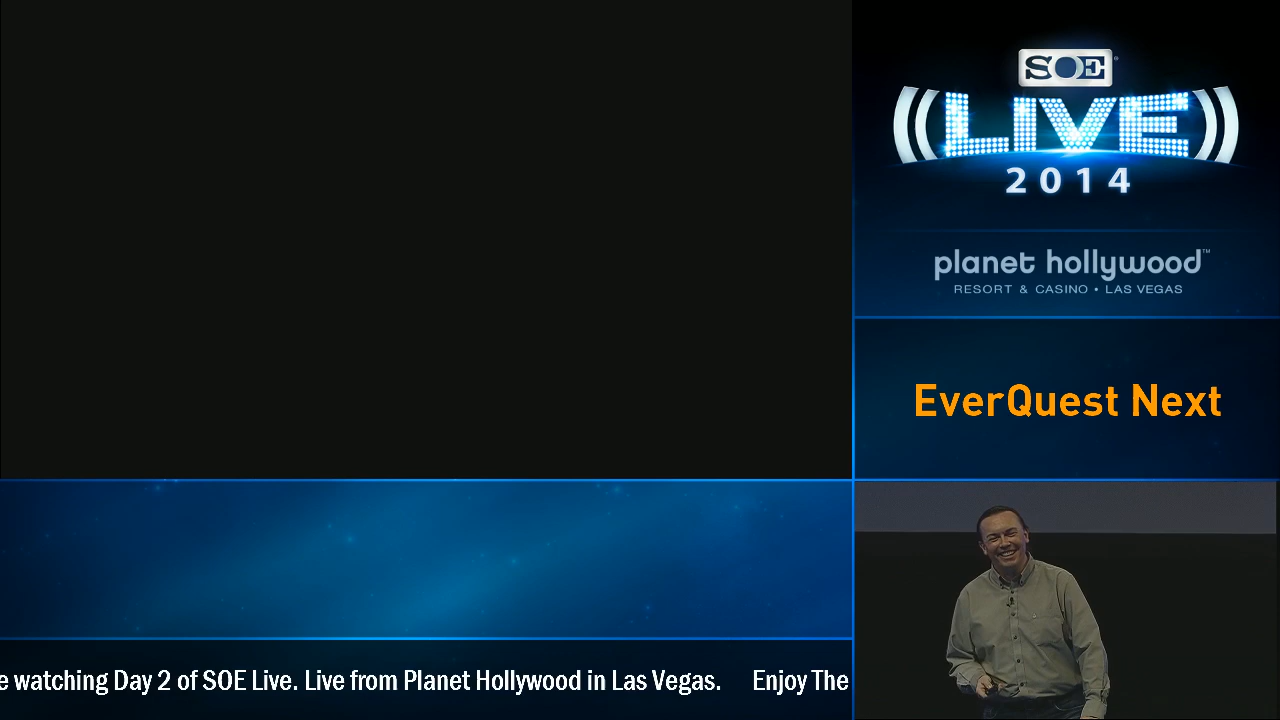 SOE
LIVE
2014
planet hollywood™
RESORT & CASINO • LAS VEGAS
EverQuest Next
e watching Day 2 of SOE Live. Live from Planet Hollywood in Las Vegas. Enjoy The